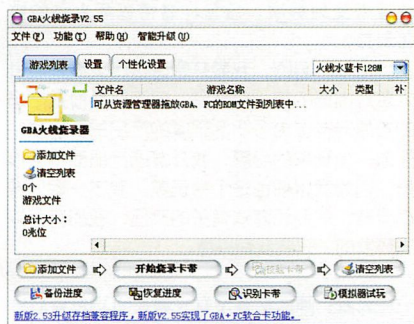 GBA火线烧录V2.55
文件(F) 功能(T) 帮助(H) 智能升级(U)
游戏列表 设置 个性化设置
火线水蓝卡128M
文件名 游戏名称 大小 类型 补
可从资源管理器拖放GBA、FC的ROM文件到列表中...
GBA火线烧录器
添加文件
清空列表
0个
游戏文件
总计大小:
0兆位
添加文件 开始烧录卡带 清空列表
备份进度 恢复进度 识别卡带 模拟器试玩
新版2.53升级存档兼容程序，新版V2.55实现了GBA+FC软合卡功能。